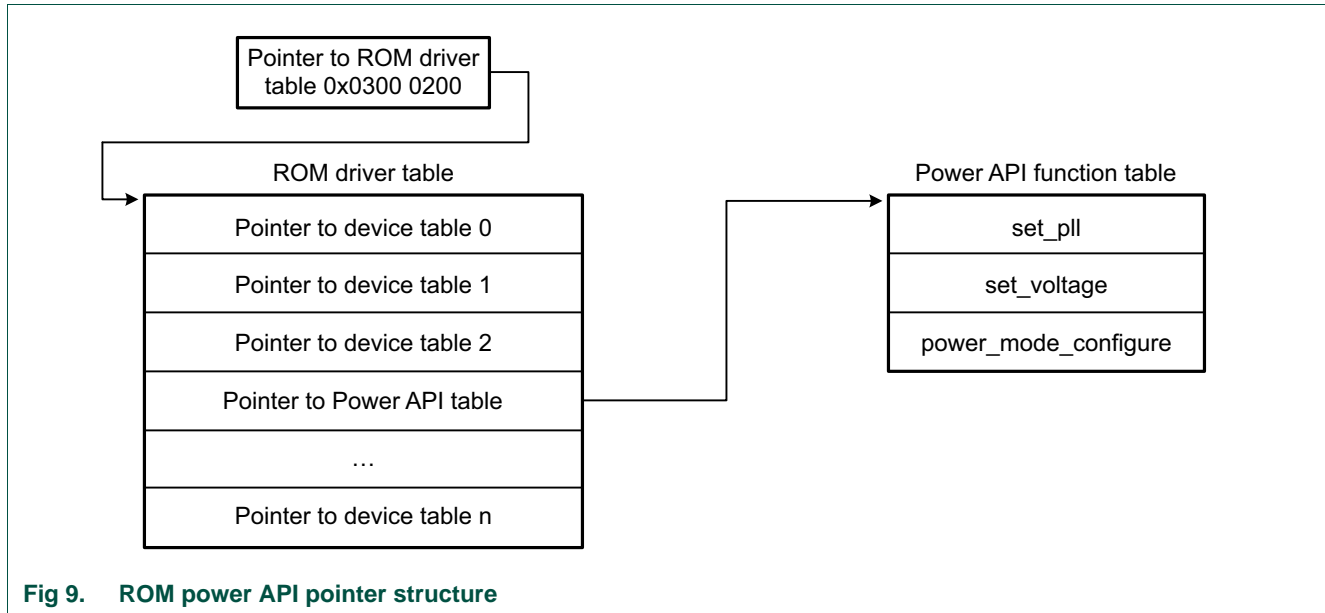 Pointer to ROM driver
table 0x0300 0200
ROM driver table
Pointer to device table 0
Pointer to device table 1
Pointer to device table 2
Pointer to Power API table
…
Pointer to device table n
Power API function table
set_pll
set_voltage
power_mode_configure
Fig 9. ROM power API pointer structure